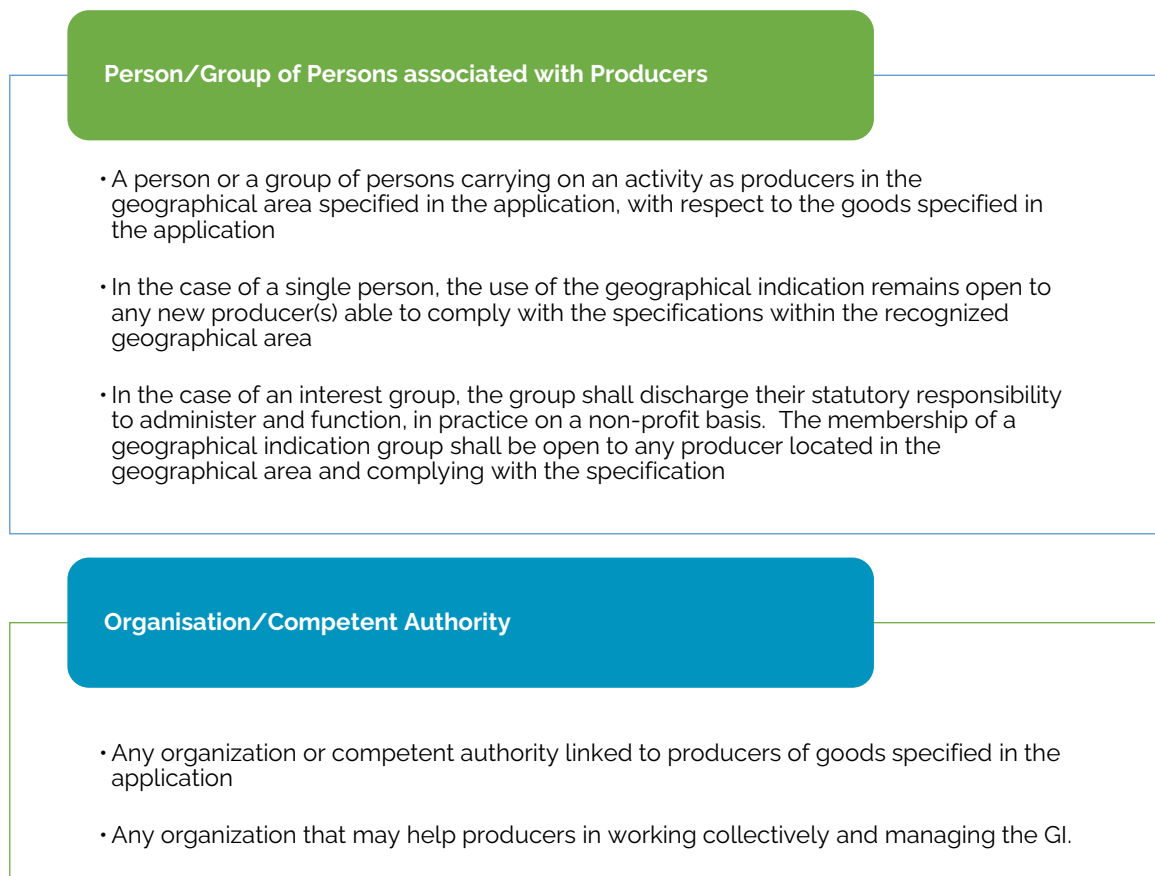 Person/Group of Persons associated with Producers
• A person or a group of persons carrying on an activity as producers in the
geographical area specified in the application, with respect to the goods specified in
the application
• In the case of a single person, the use of the geographical indication remains open to
any new producer(s) able to comply with the specifications within the recognized
geographical area
• In the case of an interest group, the group shall discharge their statutory responsibility
to administer and function, in practice on a non-profit basis.  The membership of a
geographical indication group shall be open to any producer located in the
geographical area and complying with the specification
Organisation/Competent Authority
• Any organization or competent authority linked to producers of goods specified in the
application
• Any organization that may help producers in working collectively and managing the GI.